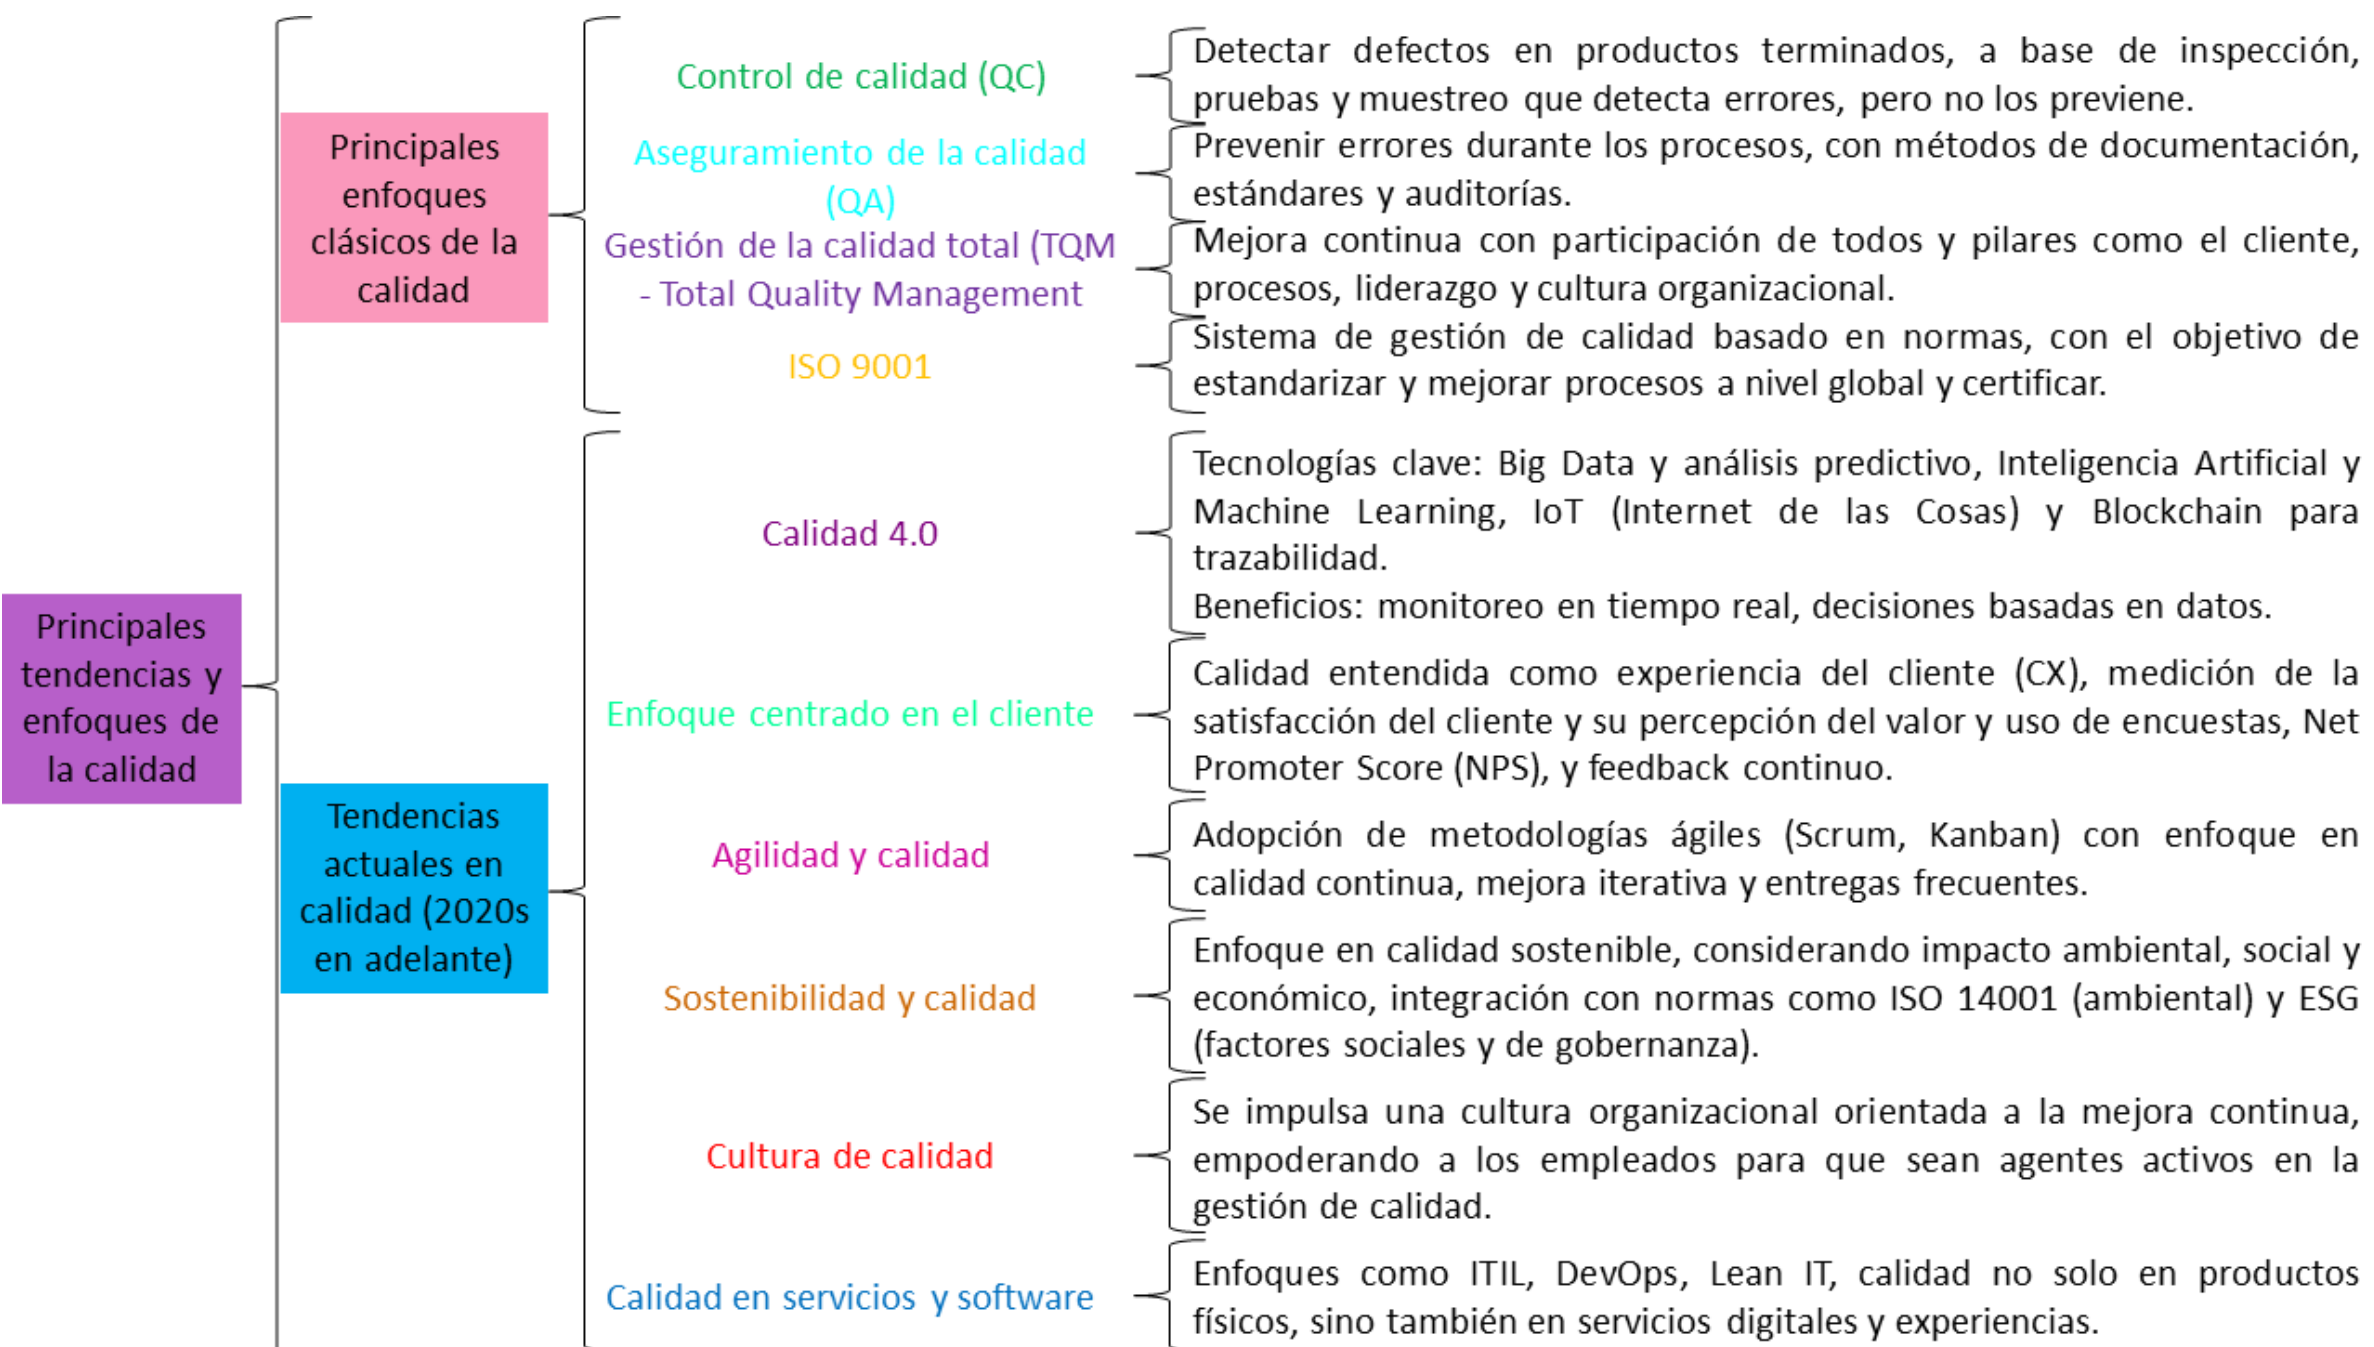 Principales
tendencias y
enfoques de
la calidad
Principales
enfoques
clásicos de la
calidad
Control de calidad (QC)
Detectar defectos en productos terminados, a base de inspección,
pruebas y muestreo que detecta errores, pero no los previene.
Aseguramiento de la calidad
(QA)
Prevenir errores durante los procesos, con métodos de documentación,
estándares y auditorías.
Gestión de la calidad total (TQM
- Total Quality Management
Mejora continua con participación de todos y pilares como el cliente,
procesos, liderazgo y cultura organizacional.
ISO 9001
Sistema de gestión de calidad basado en normas, con el objetivo de
estandarizar y mejorar procesos a nivel global y certificar.
Tendencias
actuales en
calidad (2020s
en adelante)
Calidad 4.0
Tecnologías clave: Big Data y análisis predictivo, Inteligencia Artificial y
Machine Learning, IoT (Internet de las Cosas) y Blockchain para
trazabilidad.
Beneficios: monitoreo en tiempo real, decisiones basadas en datos.
Enfoque centrado en el cliente
Calidad entendida como experiencia del cliente (CX), medición de la
satisfacción del cliente y su percepción del valor y uso de encuestas, Net
Promoter Score (NPS), y feedback continuo.
Agilidad y calidad
Adopción de metodologías ágiles (Scrum, Kanban) con enfoque en
calidad continua, mejora iterativa y entregas frecuentes.
Sostenibilidad y calidad
Enfoque en calidad sostenible, considerando impacto ambiental, social y
económico, integración con normas como ISO 14001 (ambiental) y ESG
(factores sociales y de gobernanza).
Cultura de calidad
Se impulsa una cultura organizacional orientada a la mejora continua,
empoderando a los empleados para que sean agentes activos en la
gestión de calidad.
Calidad en servicios y software
Enfoques como ITIL, DevOps, Lean IT, calidad no solo en productos
físicos, sino también en servicios digitales y experiencias.